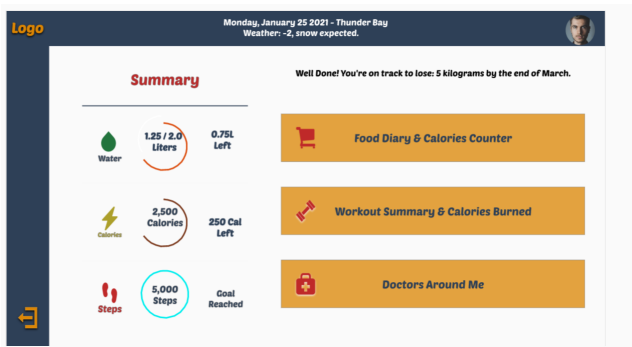 Logo
Monday, January 25 2021 - Thunder Bay
Weather: -2, snow expected.
Summary
Well Done! You're on track to lose: 5 kilograms by the end of March.
Water
1.25 / 2.0
Liters
0.75L
Left
Calories
2,500
Calories
250 Cal
Left
Steps
5,000
Steps
Goal
Reached
Food Diary & Calories Counter
Workout Summary & Calories Burned
Doctors Around Me